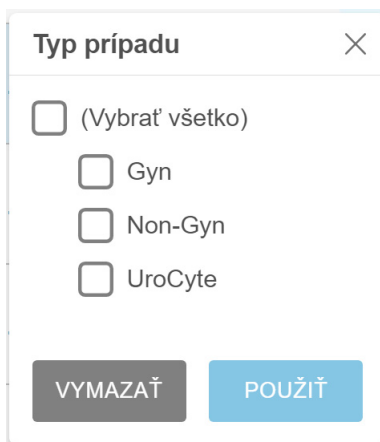 Typ prípadu
(Vybrať všetko)
Gyn
Non-Gyn
UroCyte
VYMAZAŤ POUŽIŤ